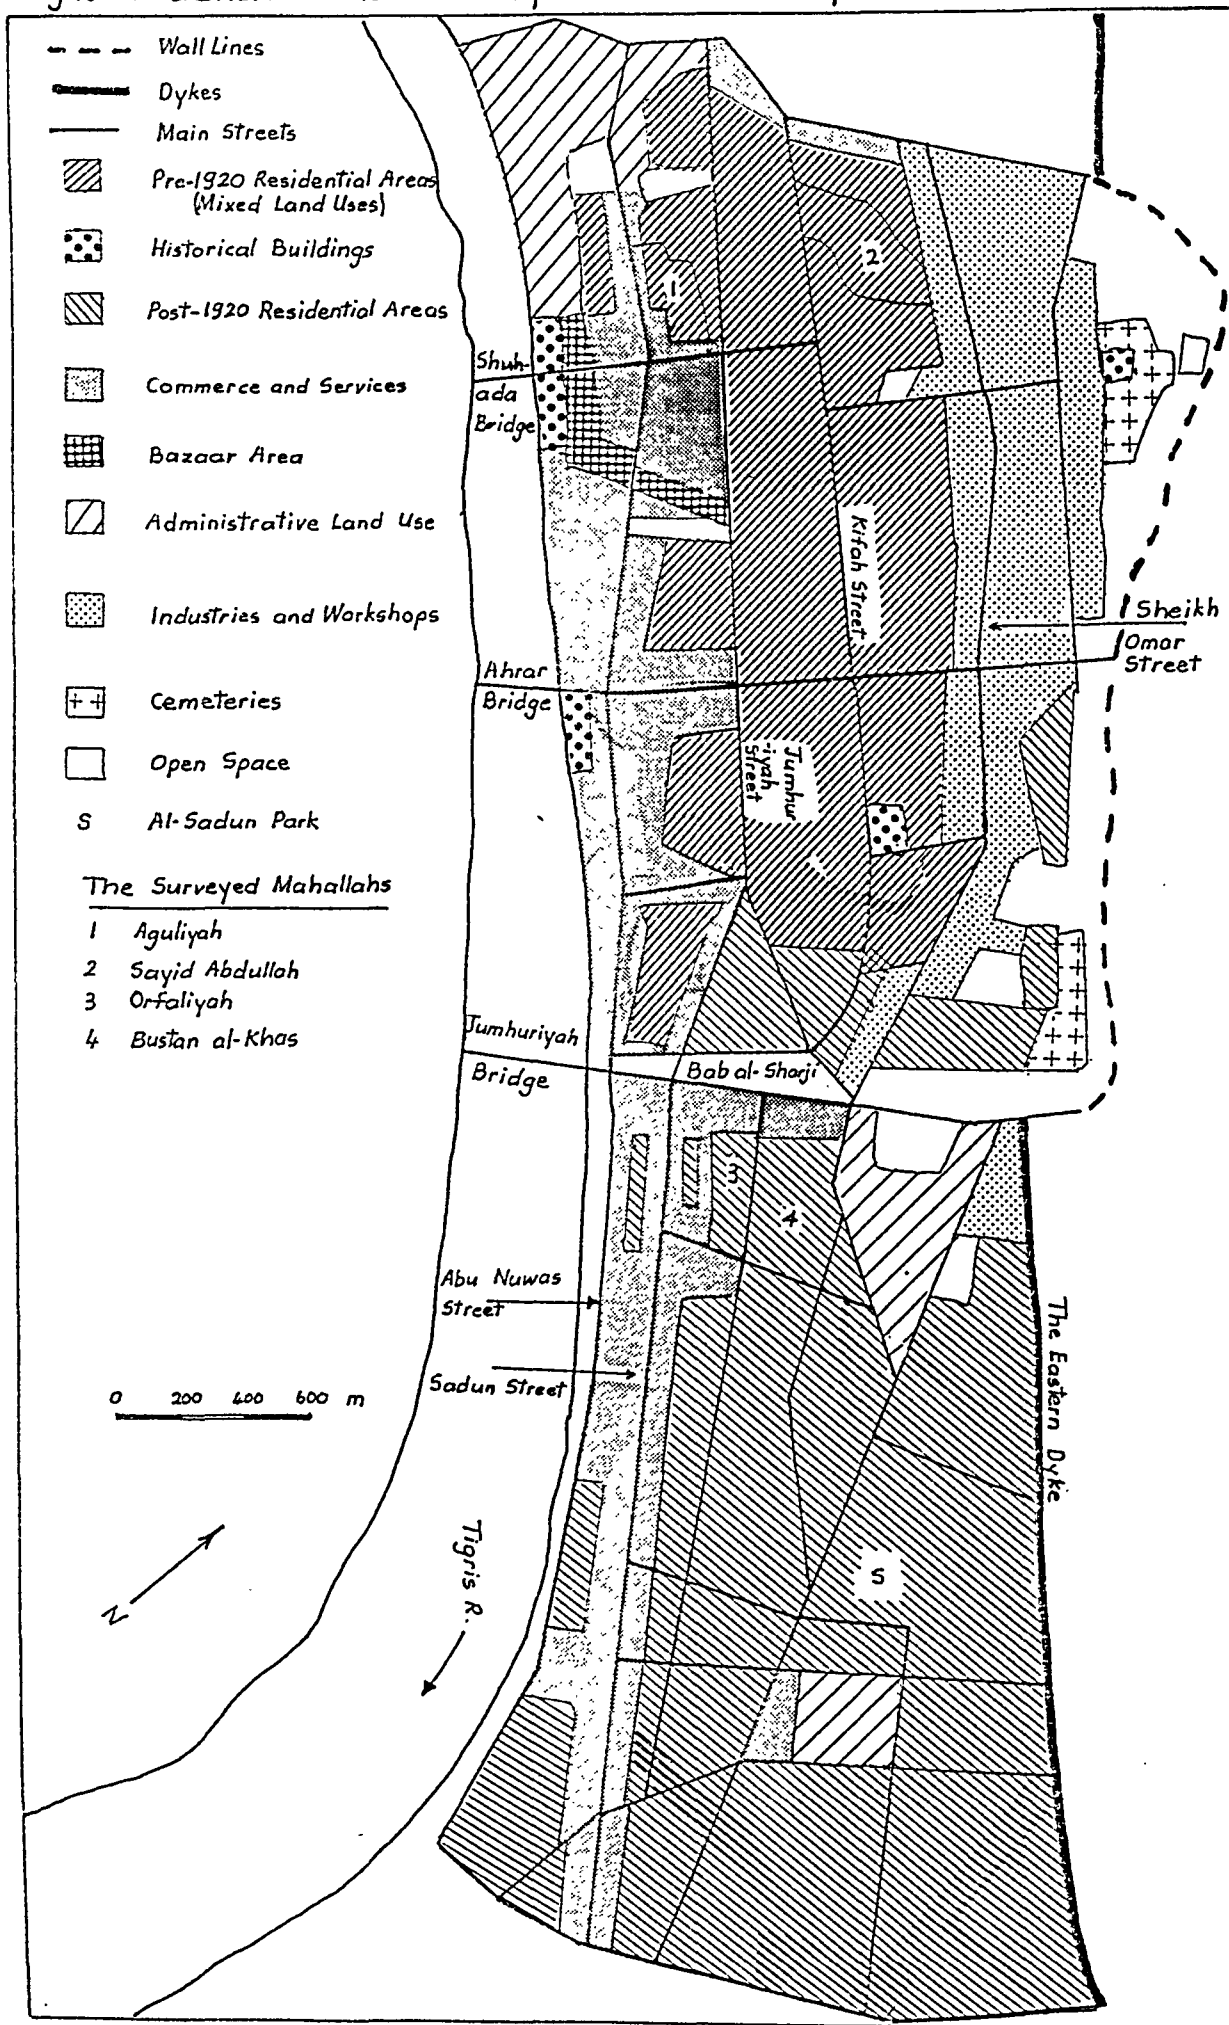 Wall Lines
Dykes
Main Streets
Pre-1920 Residential Areas
(Mixed Land Uses)
Historical Buildings
Post-1920 Residential Areas
Commerce and Services
Bazaar Area
Administrative Land Use
Industries and Workshops
++ Cemeteries
Open Space
S Al-Sadun Park
The Surveyed Mahallahs
1 Aguliyah
2 Sayid Abdullah
3 Orfaliyah
4 Bustan al-Khas
1
2
Shuh-
ada
Bridge
Kifah Street
Sheikh
Omar
Street
Ahrar
Bridge
Jumhur
iyah
Street
Jumhuriyah
Bridge
Bab al-Sharji
3
4
Abu Nuwas
Street
Sadun Street
The Eastern Dyke
0 200 400 600 m
S
N
Tigris R.